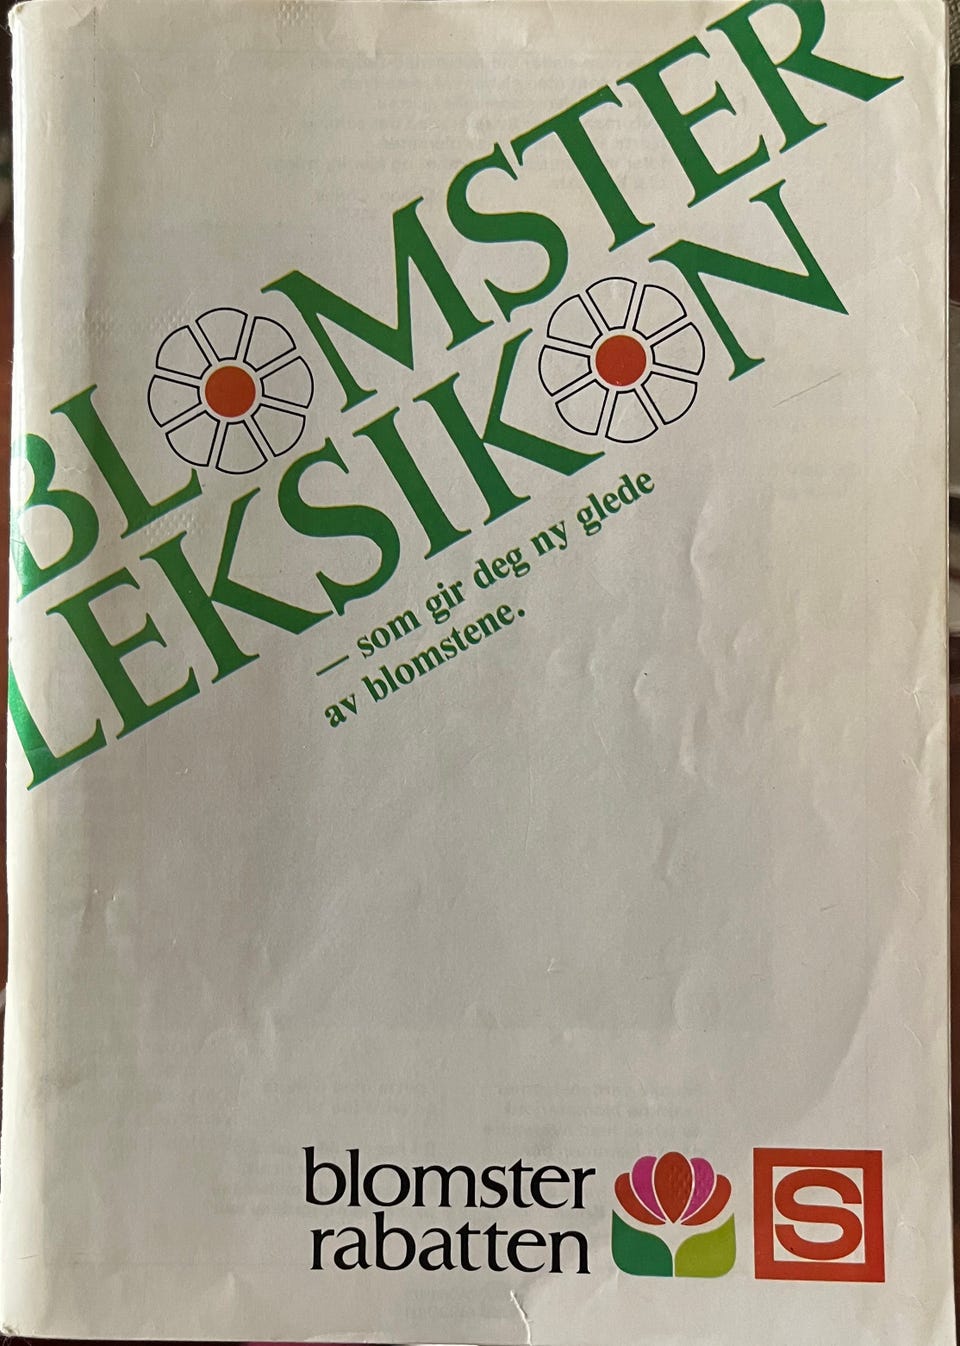 BLOMSTER
LEKSIKON
— som gir deg ny glede
av blomstene.
blomster
rabatten
S